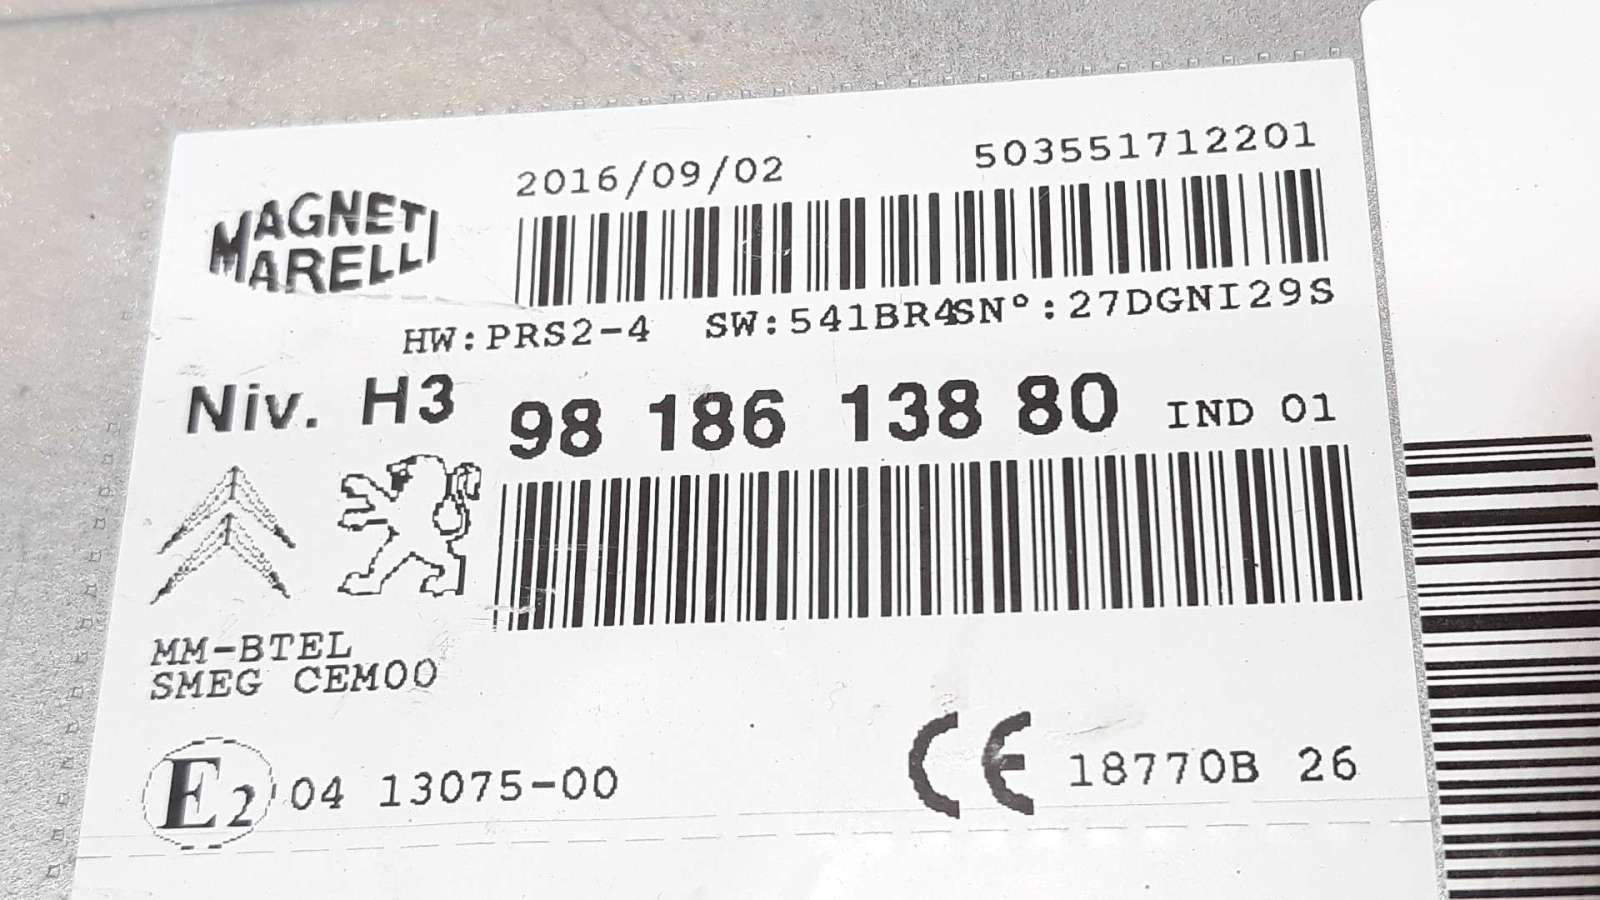 MAGNETI
MARELLI
2016/09/02 503551712201
HW:PRS2-4 SW:541BR4SN°:27DGNI29S
Niv. H3 98 186 138 80 IND 01
MM-BTEL
SMEG CEM00
E2 04 13075-00
CE 18770B 26